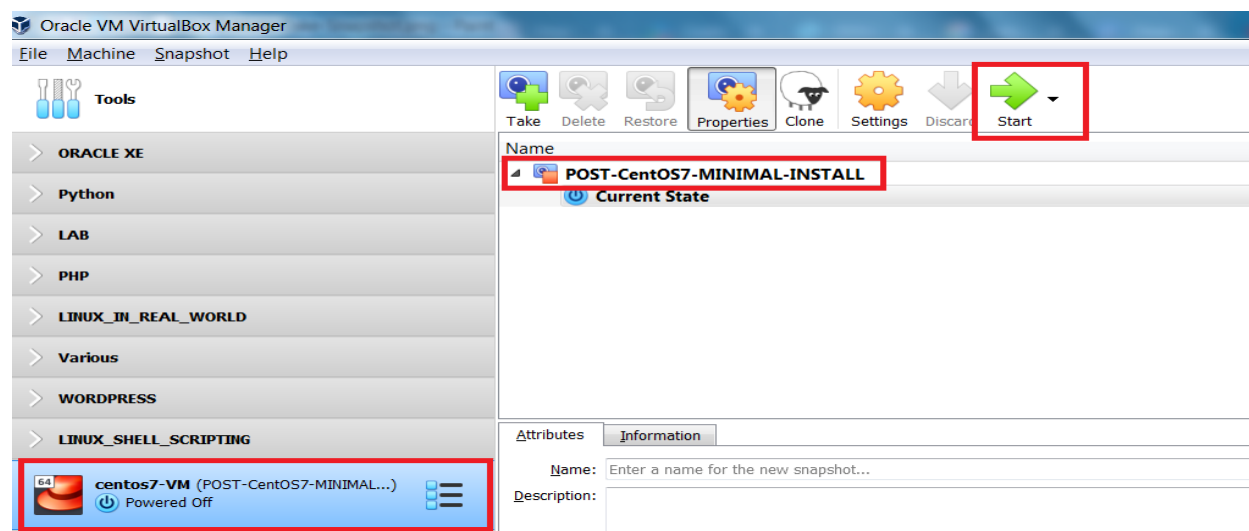 Oracle VM VirtualBox Manager
File Machine Snapshot Help
Tools
Take Delete Restore Properties Clone Settings Discard Start
ORACLE XE
Python
LAB
PHP
LINUX_IN_REAL_WORLD
Various
WORDPRESS
LINUX_SHELL_SCRIPTING
64
centos7-VM (POST-CentOS7-MINIMAL...)
Powered Off
Name
POST-CentOS7-MINIMAL-INSTALL
Current State
Attributes Information
Name: Enter a name for the new snapshot...
Description: